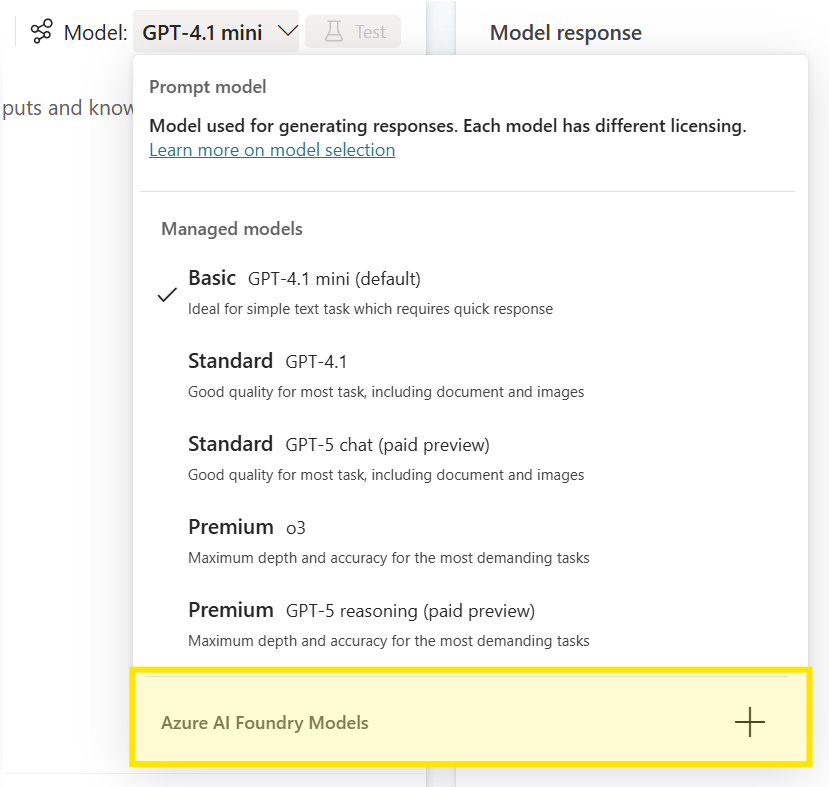 Model: GPT-4.1 mini Test
Model response
Prompt model
puts and know
Model used for generating responses. Each model has different licensing.
Learn more on model selection
Managed models
Basic GPT-4.1 mini (default)
Ideal for simple text task which requires quick response
Standard GPT-4.1
Good quality for most task, including document and images
Standard GPT-5 chat (paid preview)
Good quality for most task, including document and images
Premium o3
Maximum depth and accuracy for the most demanding tasks
Premium GPT-5 reasoning (paid preview)
Maximum depth and accuracy for the most demanding tasks
Azure AI Foundry Models